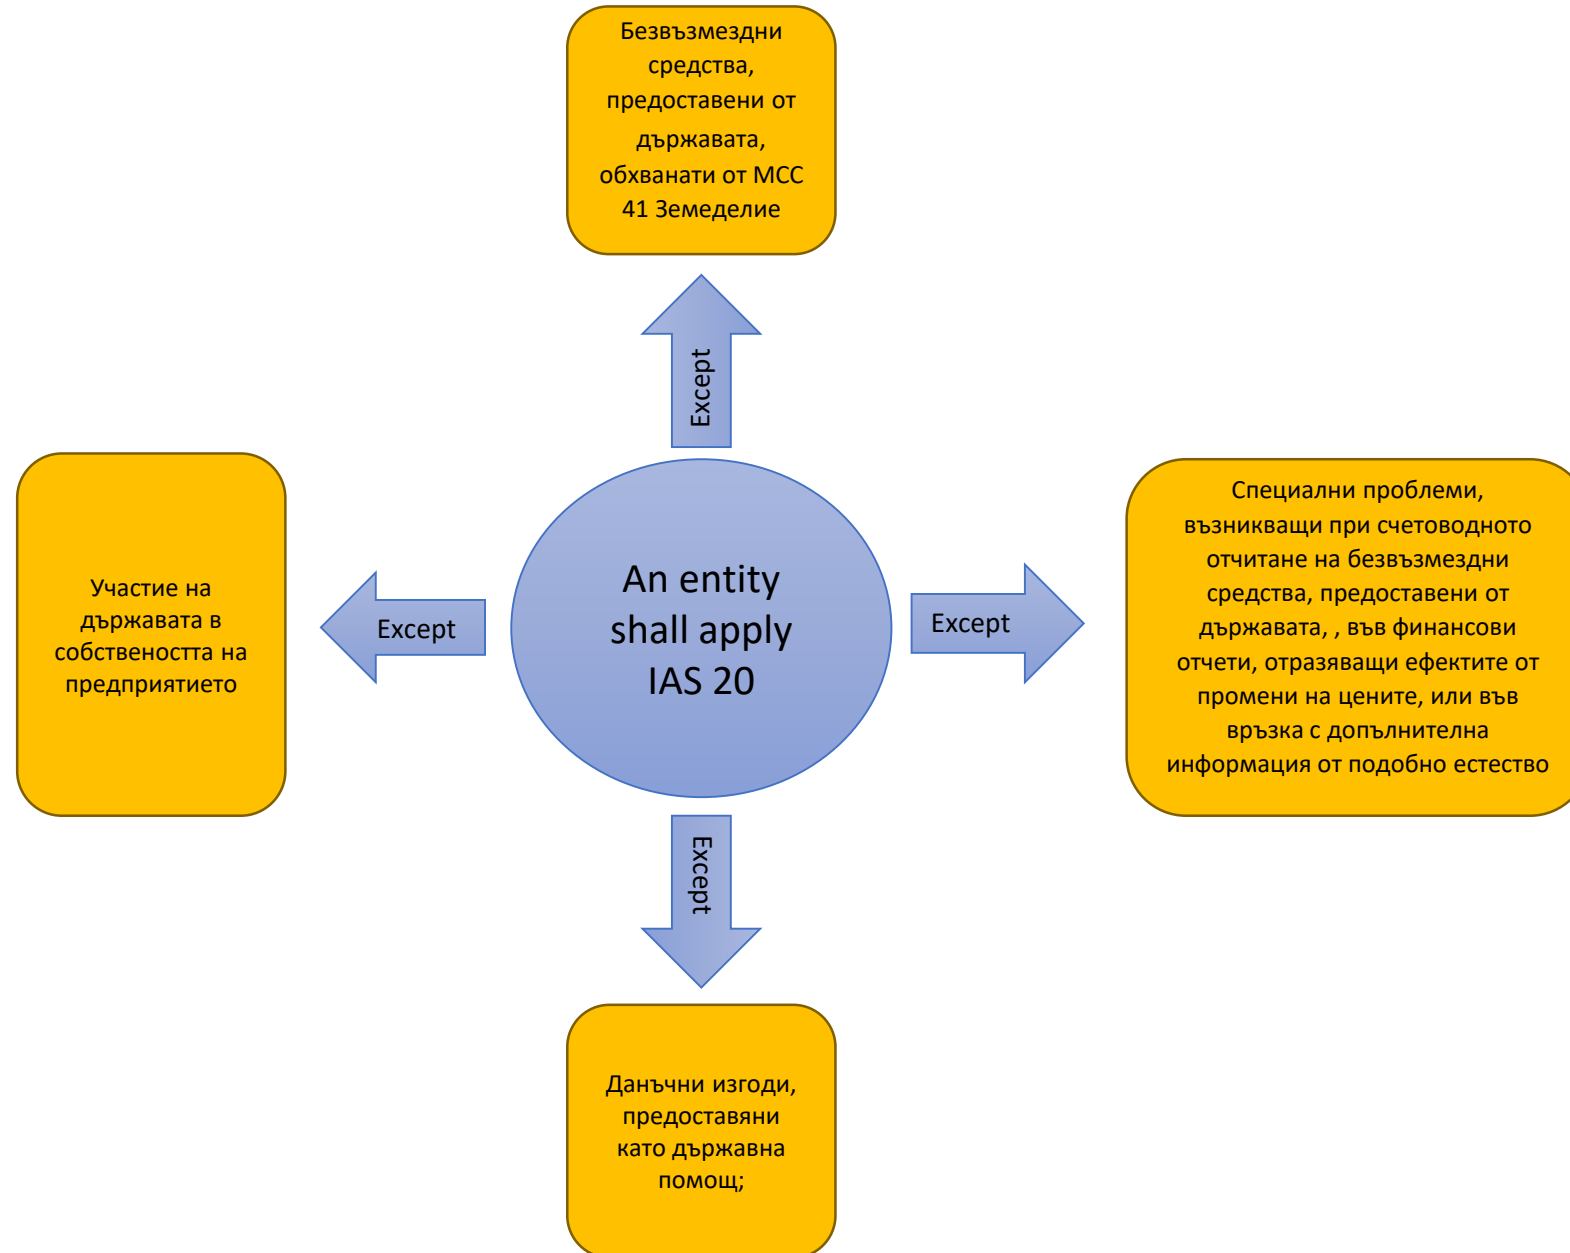 Безвъзмездни
средства,
предоставени от
държавата,
обхванати от МСС
41 Земеделие
Except
Участие на
държавата в
собствеността на
предприятието
Except
An entity
shall apply
IAS 20
Except
Специални проблеми,
възникващи при счетоводното
отчитане на безвъзмездни
средства, предоставени от
държавата, , във финансови
отчети, отразяващи ефектите от
промени на цените, или във
връзка с допълнителна
информация от подобно естество
Except
Данъчни изгоди,
предоставяни
като държавна
помощ;